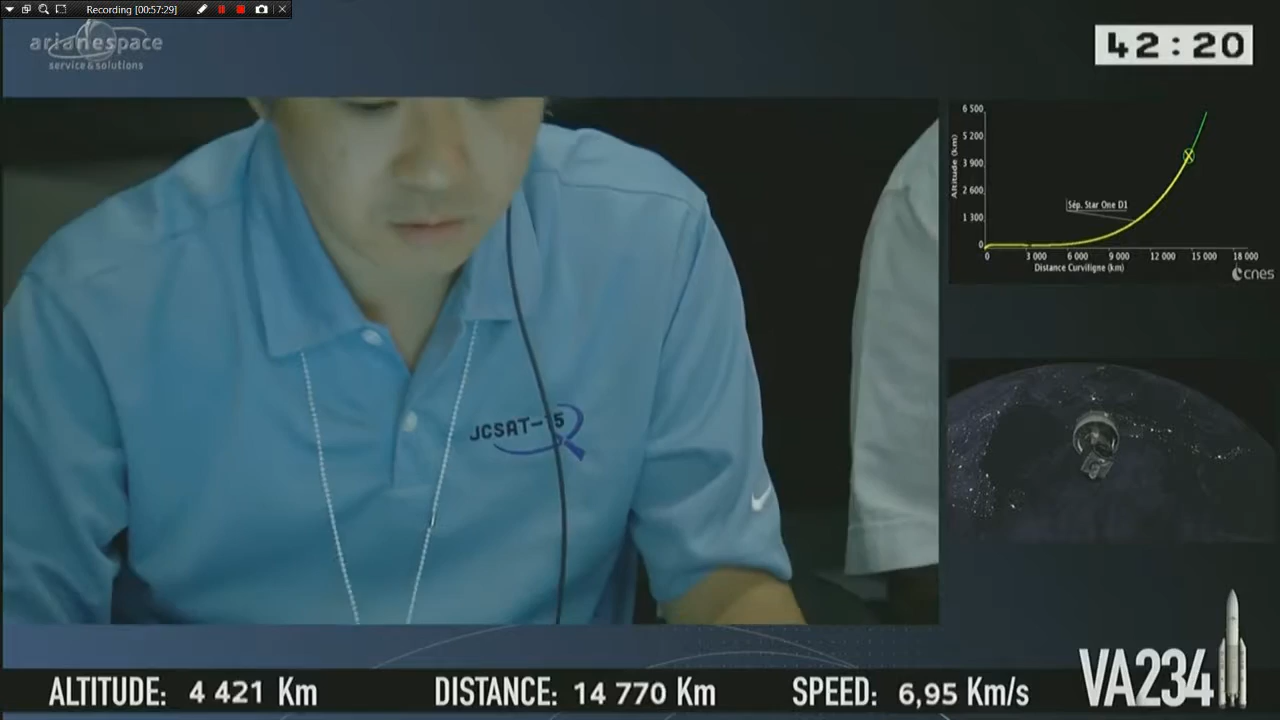 Recording [00:57:29]
arianespace
service & solutions
42:20
6 500
5 200
3 900
2 600
1 300
0
Altitude (km)
Sép. Star One D1
0 3 000 6 000 9 000 12 000 15 000 18 000
Distance Curviligne (km)
cnes
JCSAT-15
ALTITUDE: 4 421 Km DISTANCE: 14 770 Km SPEED: 6,95 Km/s
VA234